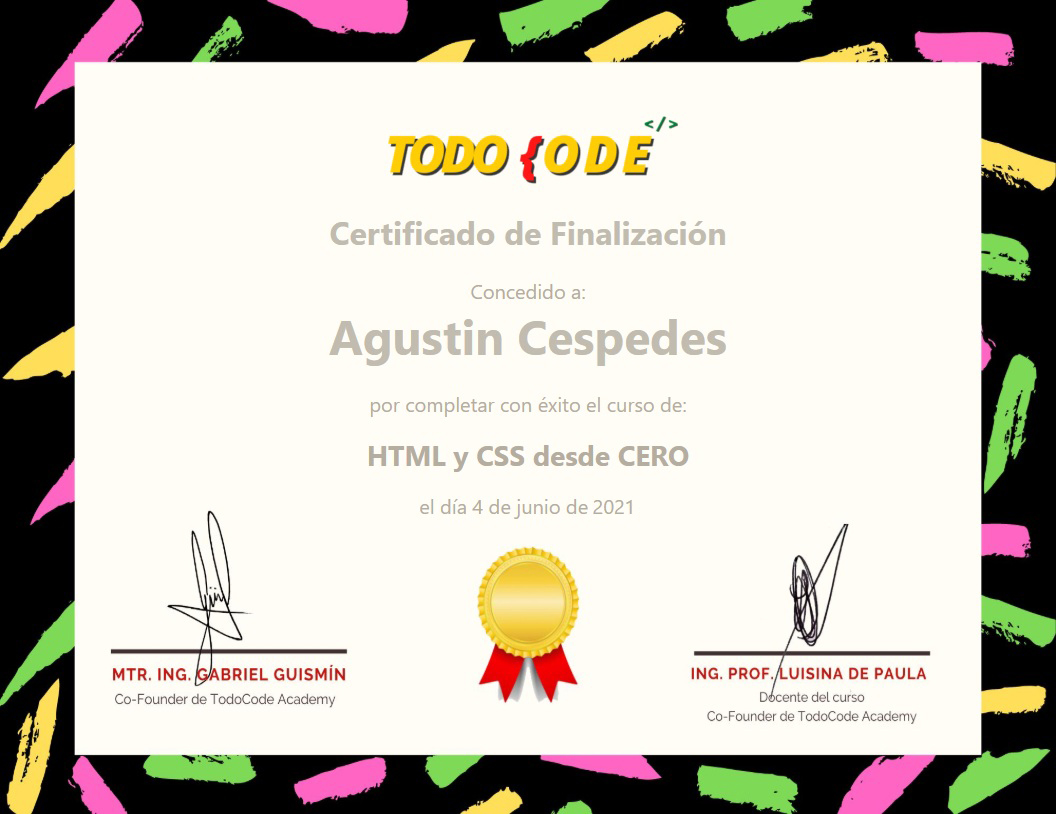 </>
TODO {ODE
Certificado de Finalización
Concedido a:
Agustin Cespedes
por completar con éxito el curso de:
HTML y CSS desde CERO
el día 4 de junio de 2021
MTR. ING. GABRIEL GUISMÍN
Co-Founder de TodoCode Academy
ING. PROF. LUISINA DE PAULA
Docente del curso
Co-Founder de TodoCode Academy